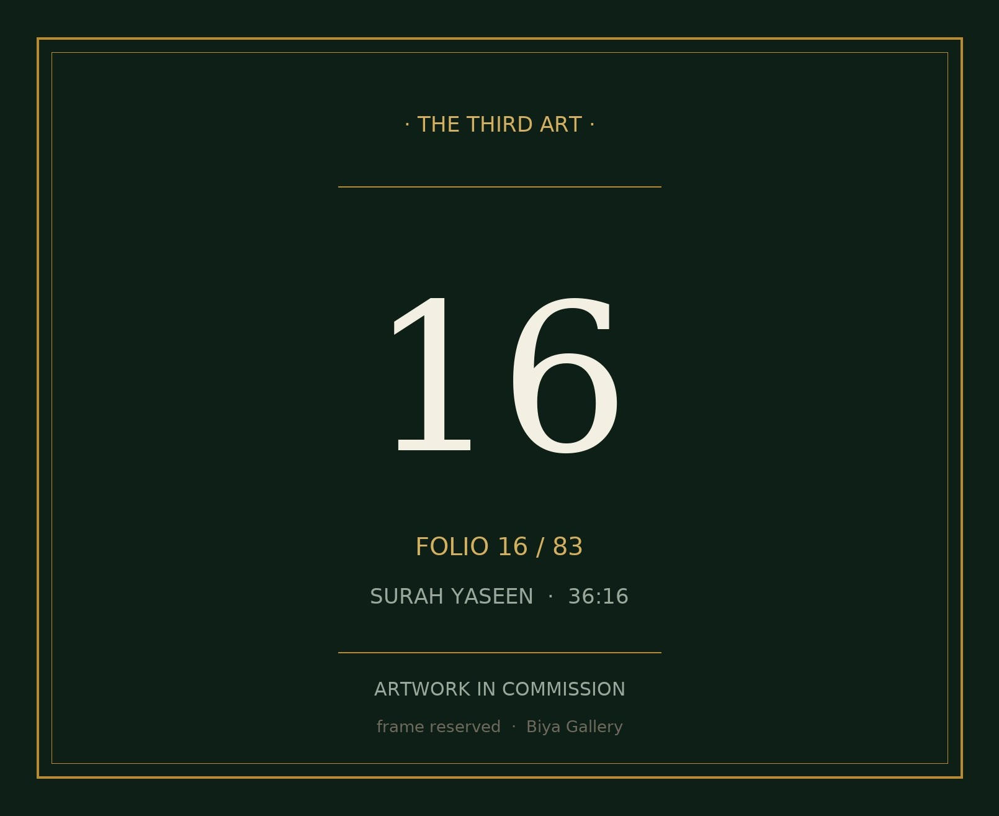 · THE THIRD ART ·
16
FOLIO 16 / 83
SURAH YASEEN · 36:16
ARTWORK IN COMMISSION
frame reserved · Biya Gallery